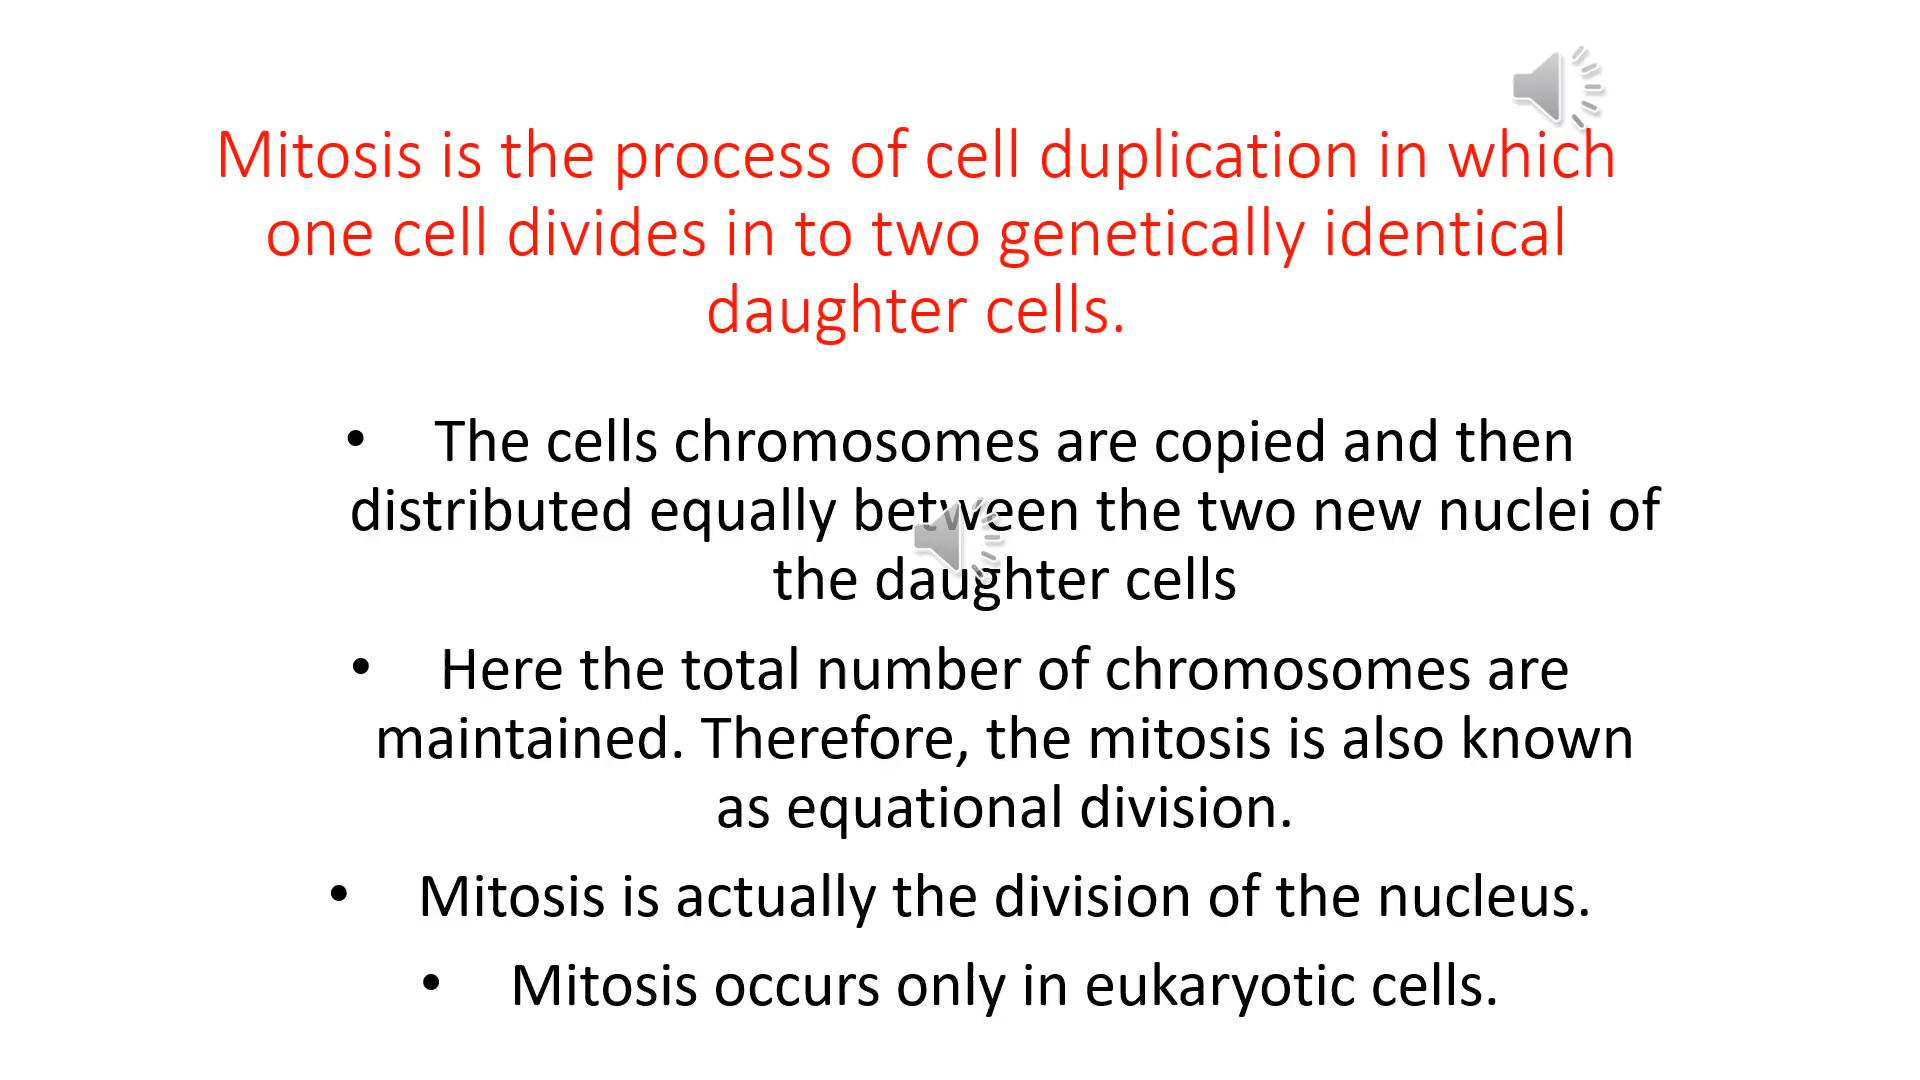 Mitosis is the process of cell duplication in which
one cell divides in to two genetically identical
daughter cells.
• The cells chromosomes are copied and then
distributed equally between the two new nuclei of
the daughter cells
• Here the total number of chromosomes are
maintained. Therefore, the mitosis is also known
as equational division.
• Mitosis is actually the division of the nucleus.
• Mitosis occurs only in eukaryotic cells.